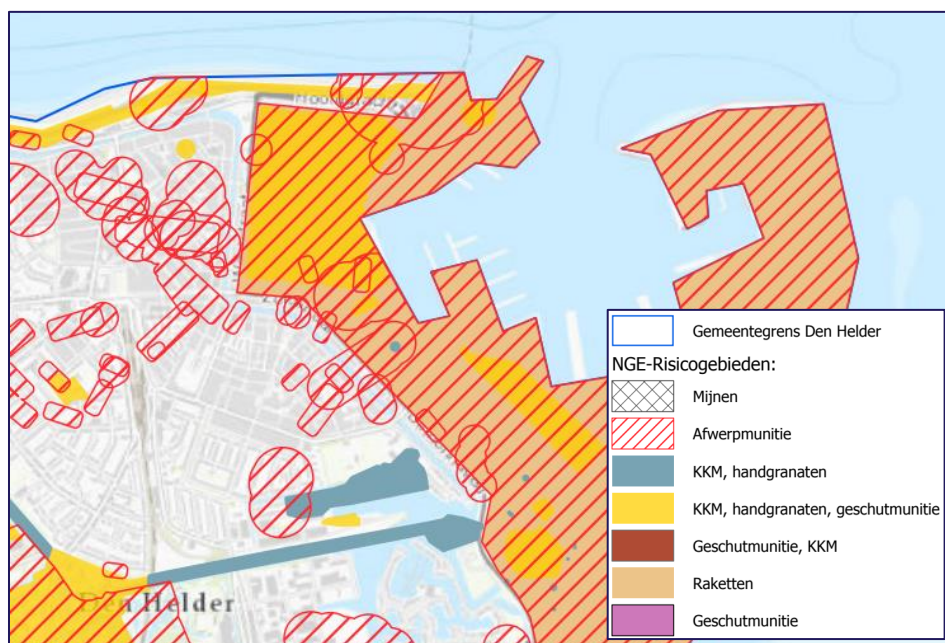 Den Helder
Gemeentegrens Den Helder
NGE-Risicogebieden:
Mijnen
Afwerpmunitie
KKM, handgranaten
KKM, handgranaten, geschutmunitie
Geschutmunitie, KKM
Raketten
Geschutmunitie